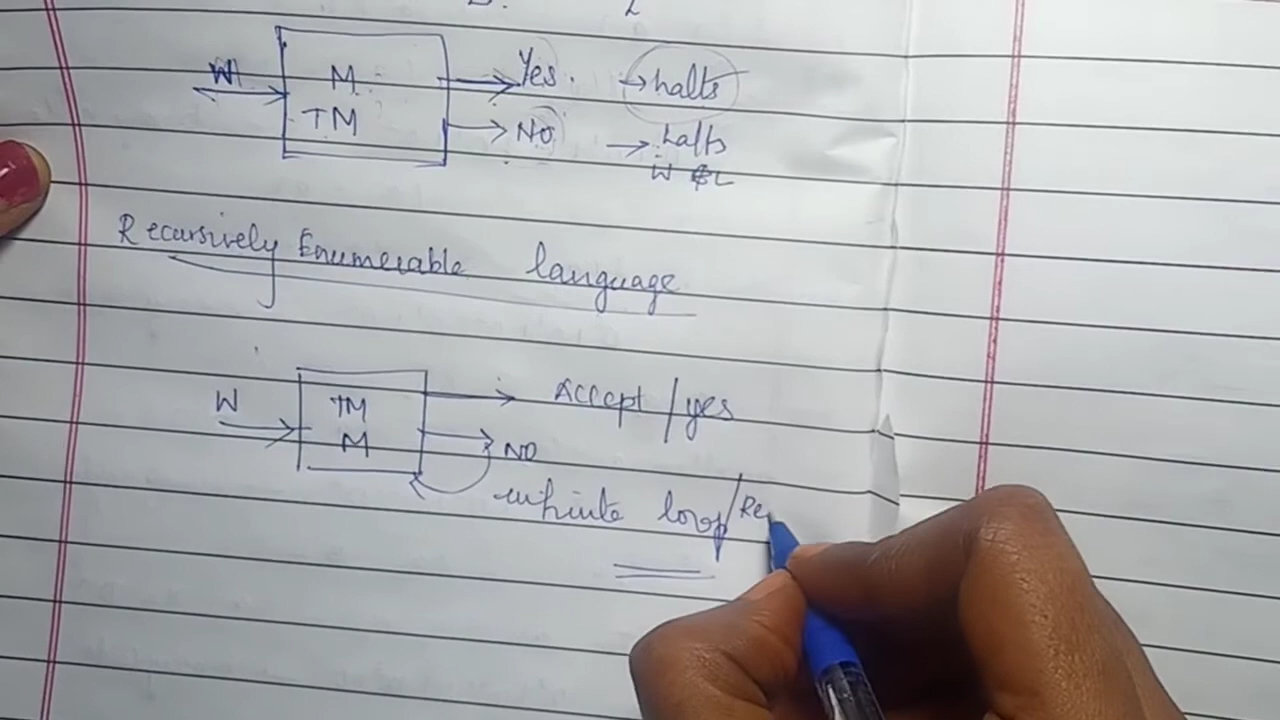 W M Yes. → halts
TM → NO → halts
W ∉ L
Recursively Enumerable language
W TM Accept / yes
M NO
infinite loop / Re